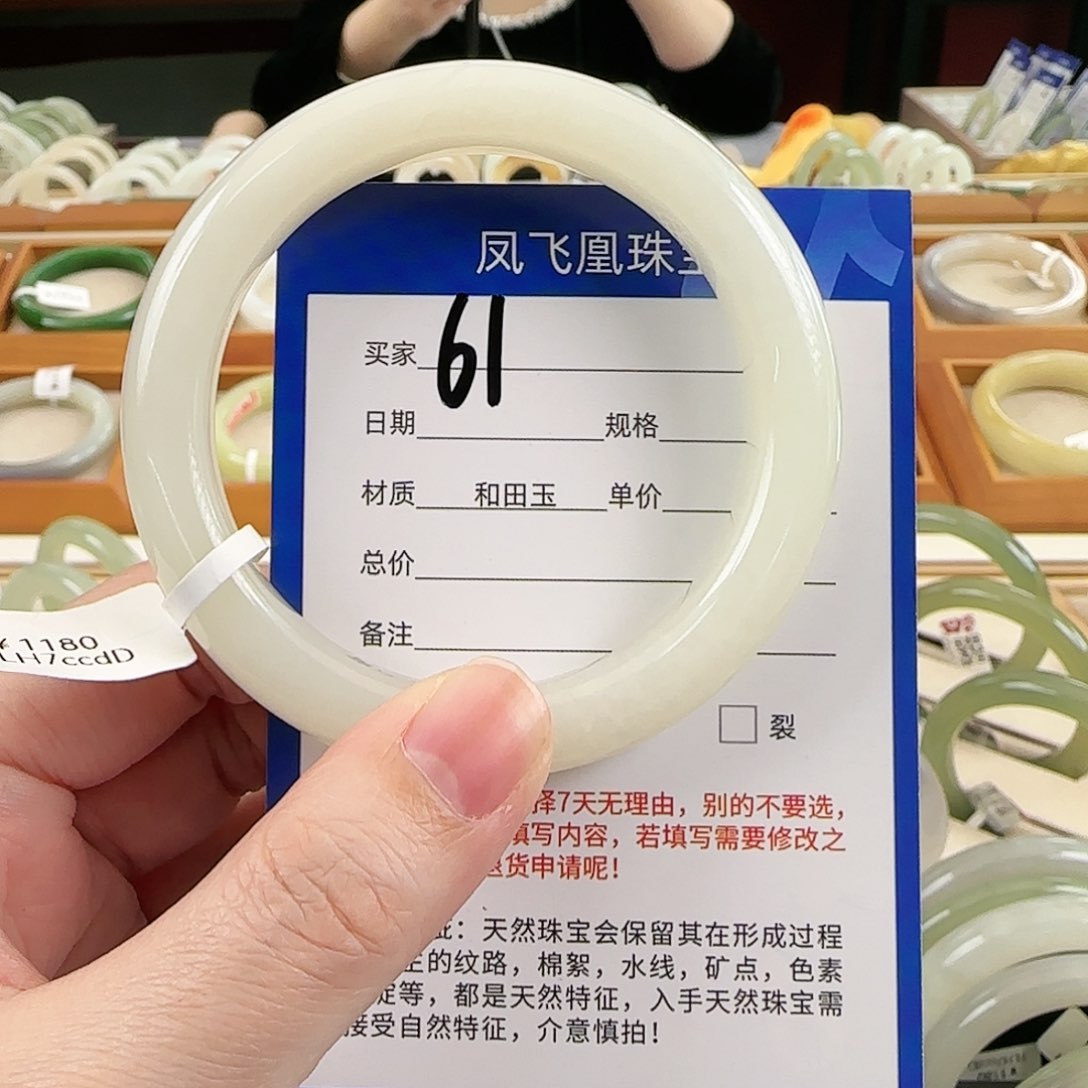 凤飞凰珠宝
买家 61
日期 规格
材质 和田玉 单价
总价
备注
¥1180
LH7ccdD
裂
择7天无理由，别的不要选，
填写内容，若填写需要修改之
退货申请呢！
征：天然珠宝会保留其在形成过程
生的纹路，棉絮，水线，矿点，色素
定等，都是天然特征，入手天然珠宝需
接受自然特征，介意慎拍！